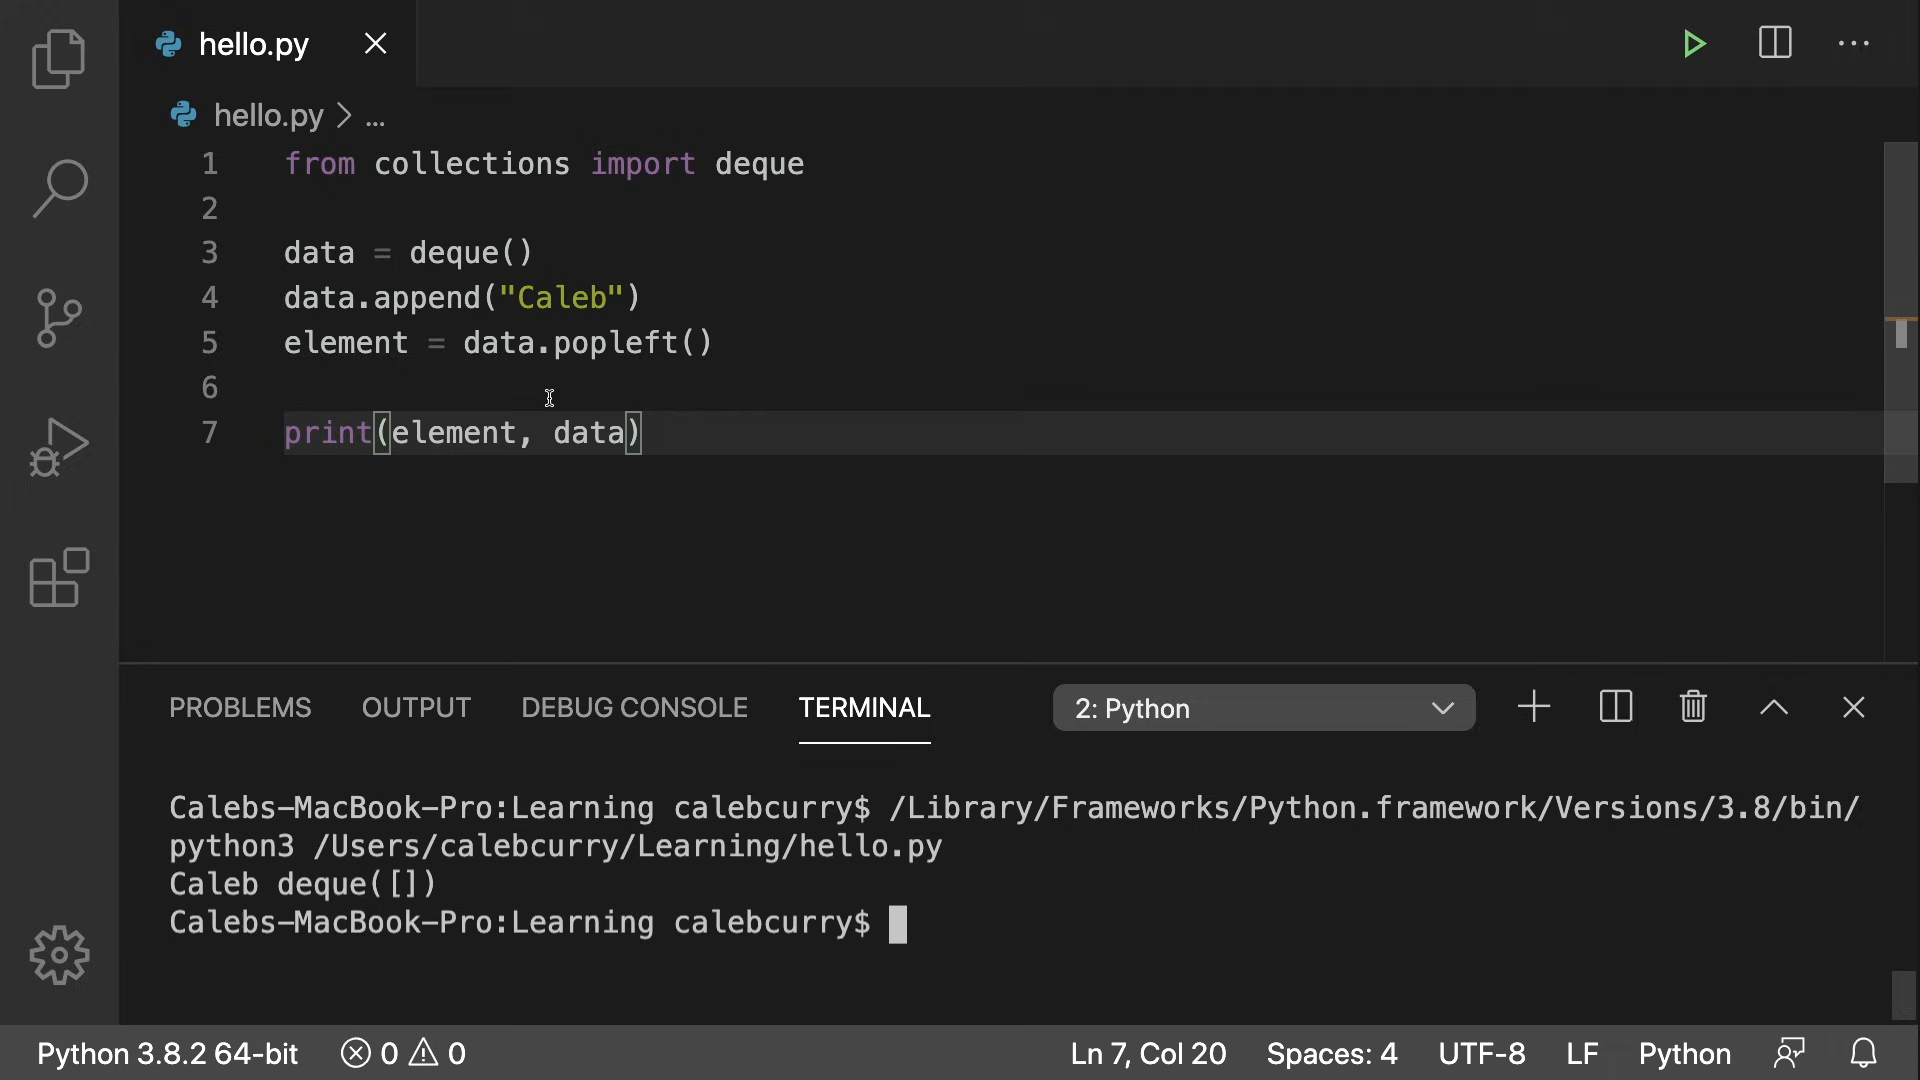 hello.py
hello.py > ...
1 from collections import deque
2
3 data = deque()
4 data.append("Caleb")
5 element = data.popleft()
6
7 print(element, data)
PROBLEMS OUTPUT DEBUG CONSOLE TERMINAL 2: Python
Calebs-MacBook-Pro:Learning calebcurry$ /Library/Frameworks/Python.framework/Versions/3.8/bin/
python3 /Users/calebcurry/Learning/hello.py
Caleb deque([])
Calebs-MacBook-Pro:Learning calebcurry$
Python 3.8.2 64-bit 0 0 Ln 7, Col 20 Spaces: 4 UTF-8 LF Python